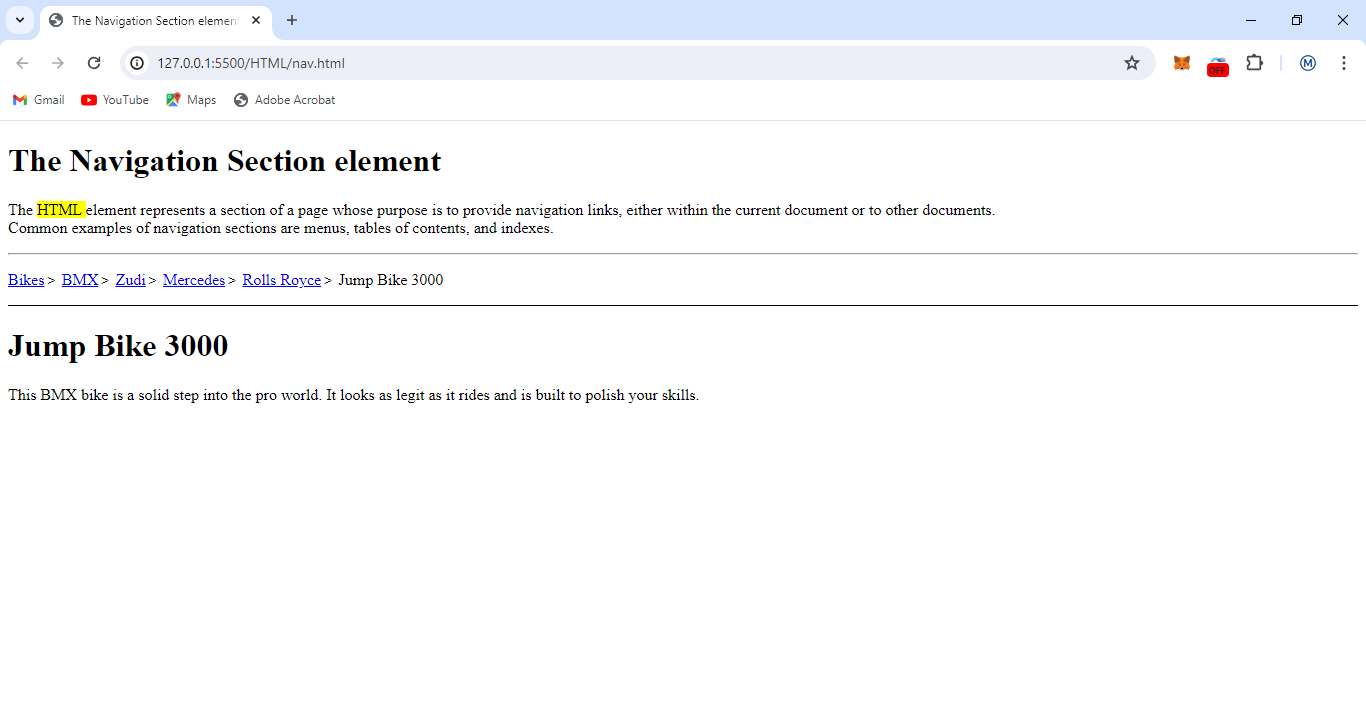 The Navigation Section elemen
127.0.0.1:5500/HTML/nav.html
OFF
M
Gmail YouTube Maps Adobe Acrobat
The Navigation Section element
The HTML element represents a section of a page whose purpose is to provide navigation links, either within the current document or to other documents.
Common examples of navigation sections are menus, tables of contents, and indexes.
Bikes > BMX > Zudi > Mercedes > Rolls Royce > Jump Bike 3000
Jump Bike 3000
This BMX bike is a solid step into the pro world. It looks as legit as it rides and is built to polish your skills.